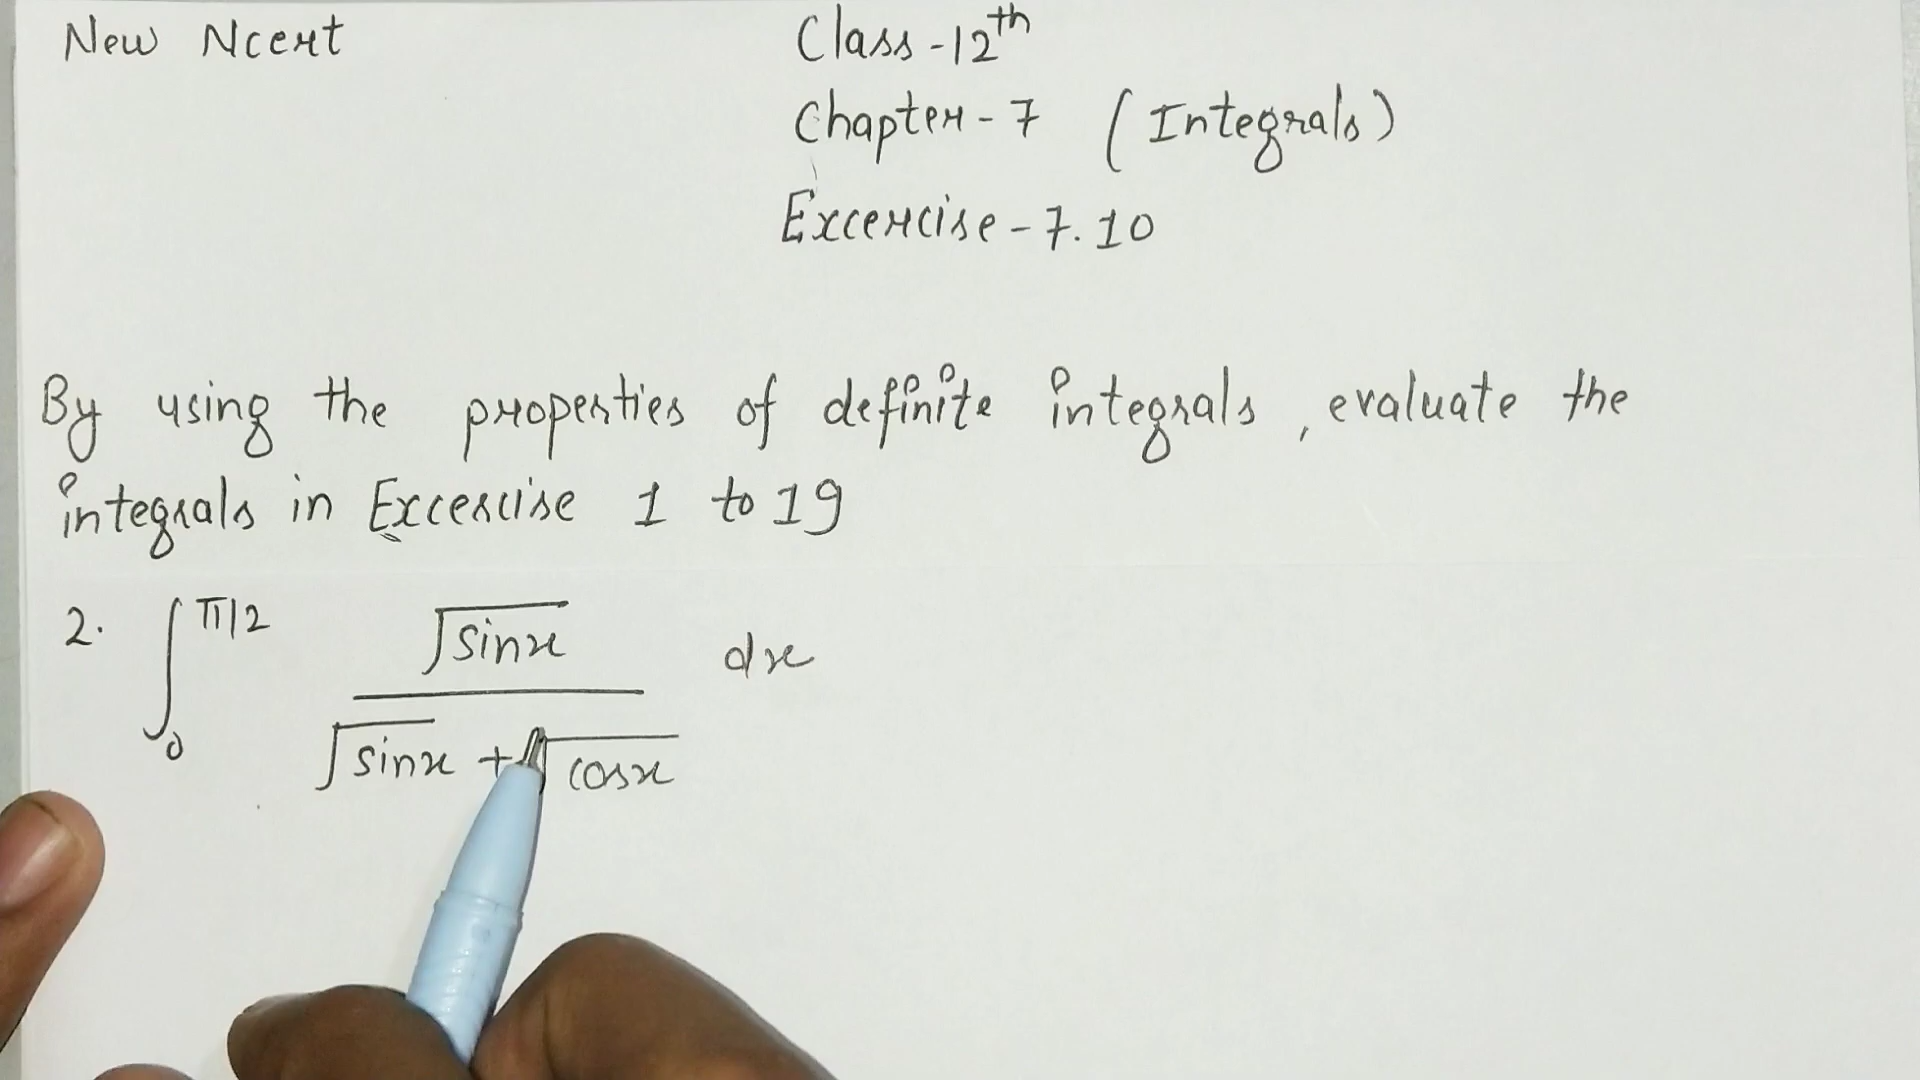 New Ncert
Class-12th
Chapter-7 (Integrals)
Excercise-7.10
By using the properties of definite integrals, evaluate the
integrals in Excercise 1 to 19
2. ∫₀^π/2 √sinx / (√sinx + √cosx) dx